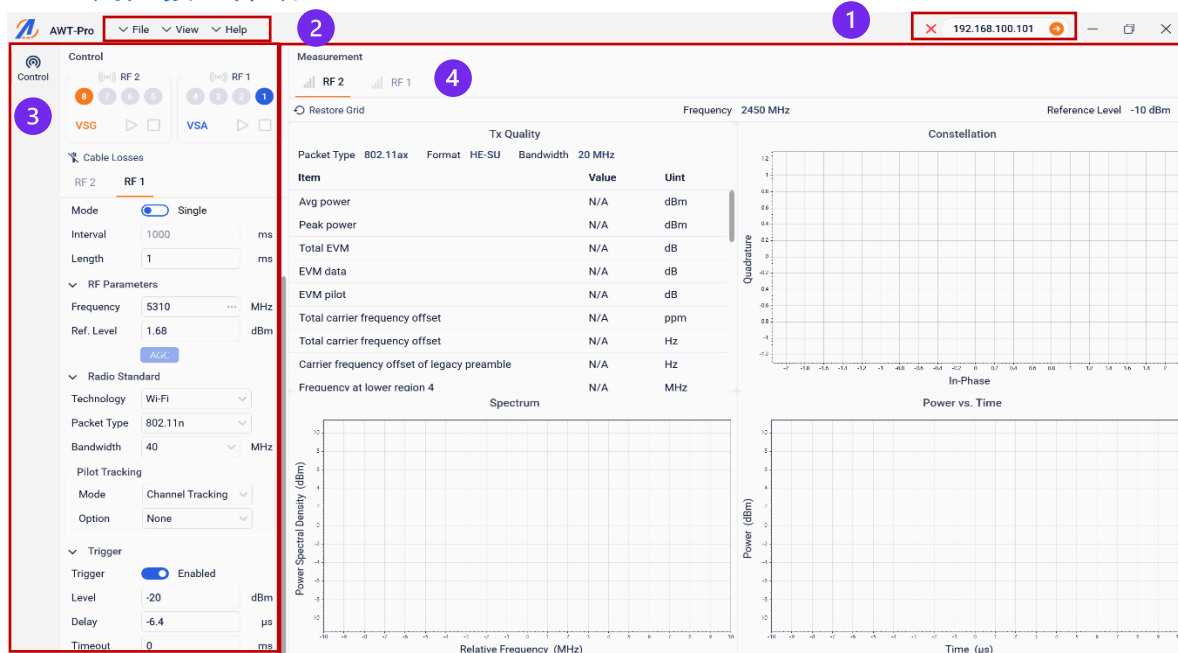 AWT-Pro File View Help 2 1 192.168.100.101
Control
3
Control
RF 2 RF 1
8 7 6 5 4 3 2 1
VSG VSA
Cable Losses
RF 2 RF 1
Mode Single
Interval 1000 ms
Length 1 ms
RF Parameters
Frequency 5310 ... MHz
Ref. Level 1.68 dBm
AGC
Radio Standard
Technology Wi-Fi
Packet Type 802.11n
Bandwidth 40 MHz
Pilot Tracking
Mode Channel Tracking
Option None
Trigger
Trigger Enabled
Level -20 dBm
Delay -6.4 µs
Timeout 0 ms
Measurement
RF 2 RF 1 4
Restore Grid Frequency 2450 MHz Reference Level -10 dBm
Tx Quality
Packet Type 802.11ax Format HE-SU Bandwidth 20 MHz
Item Value Uint
Avg power N/A dBm
Peak power N/A dBm
Total EVM N/A dB
EVM data N/A dB
EVM pilot N/A dB
Total carrier frequency offset N/A ppm
Total carrier frequency offset N/A Hz
Carrier frequency offset of legacy preamble N/A Hz
Frequency at lower region 4 N/A MHz
Constellation
Quadrature
In-Phase
Spectrum
Power Spectral Density (dBm)
Relative Frequency (MHz)
Power vs. Time
Power (dBm)
Time (µs)